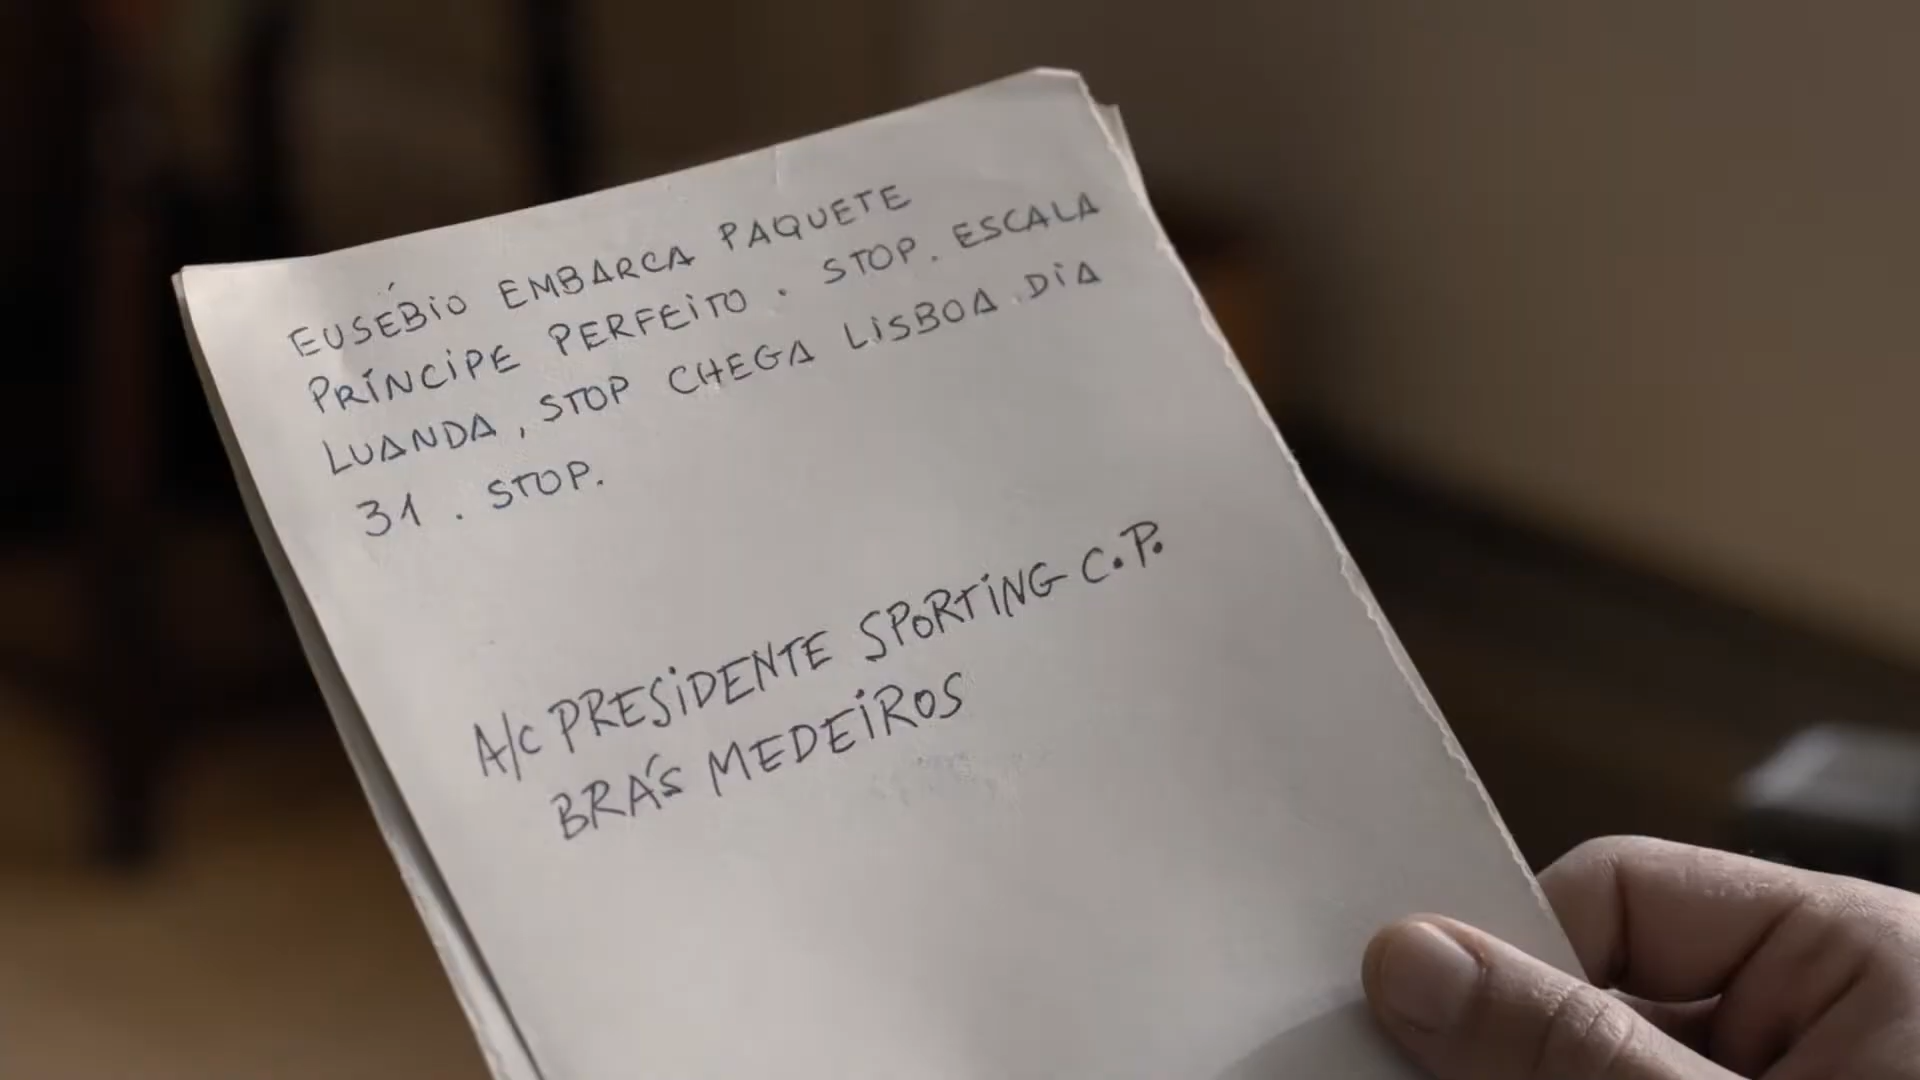 EUSÉBIO EMBARCA PAQUETE
PRÍNCIPE PERFEITO . STOP. ESCALA
LUANDA, STOP CHEGA LISBOA. DIA
31 . STOP.
A/C PRESIDENTE SPORTING C.P.
BRÁS MEDEIROS